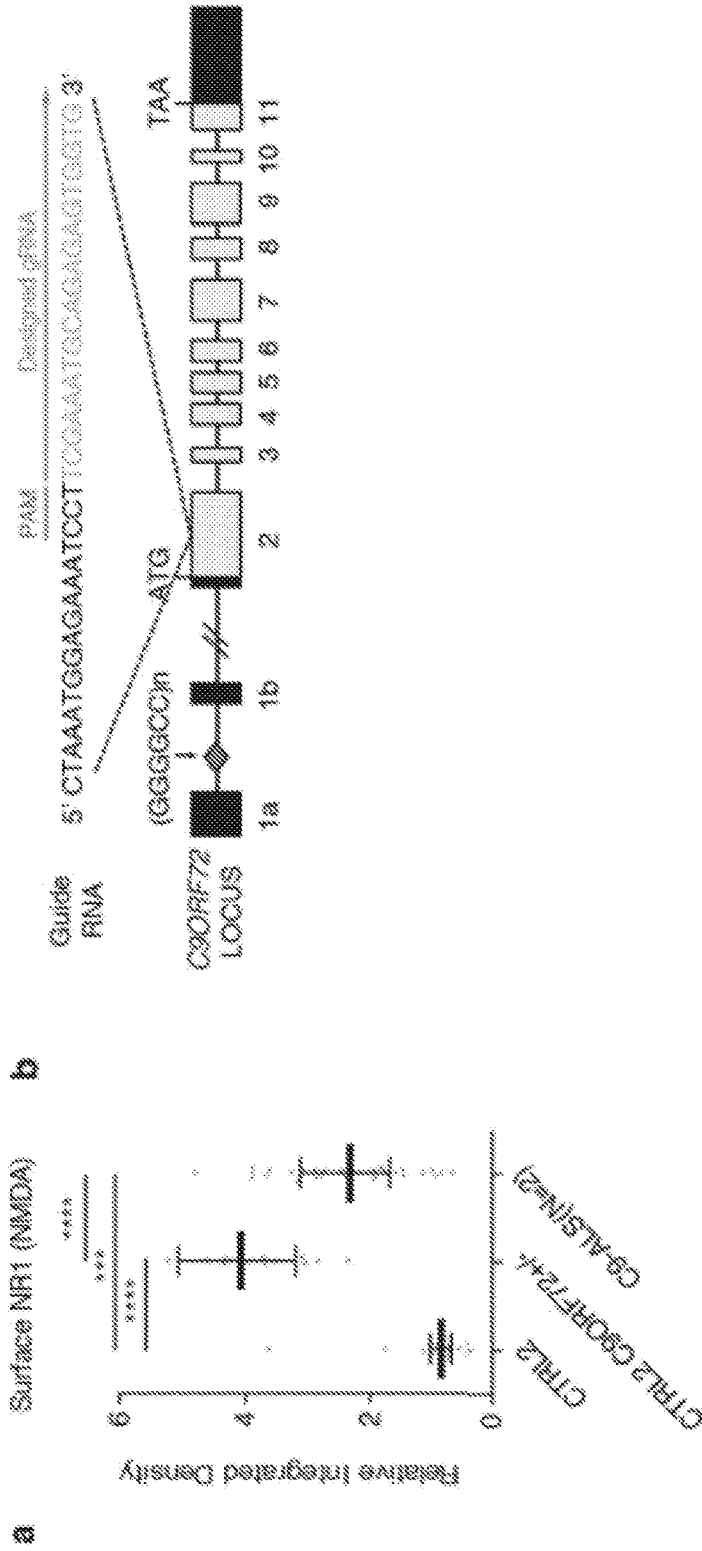 a
Surface NR1 (NMDA)
****
***
****
Relative Integrated Density
6
4
2
0
CTRL2
CTRL2 C9ORF72+/-
C9-ALS(N=2)
b
Guide
RNA
PAM
Designed gRNA
5' CTAAATGGAGAAATCCTTCGAAATGCAGAGAGTGGTG 3'
C9ORF72
LOCUS
(GGGGCC)n
ATG
TAA
1a
1b
2
3
4
5
6
7
8
9
10
11